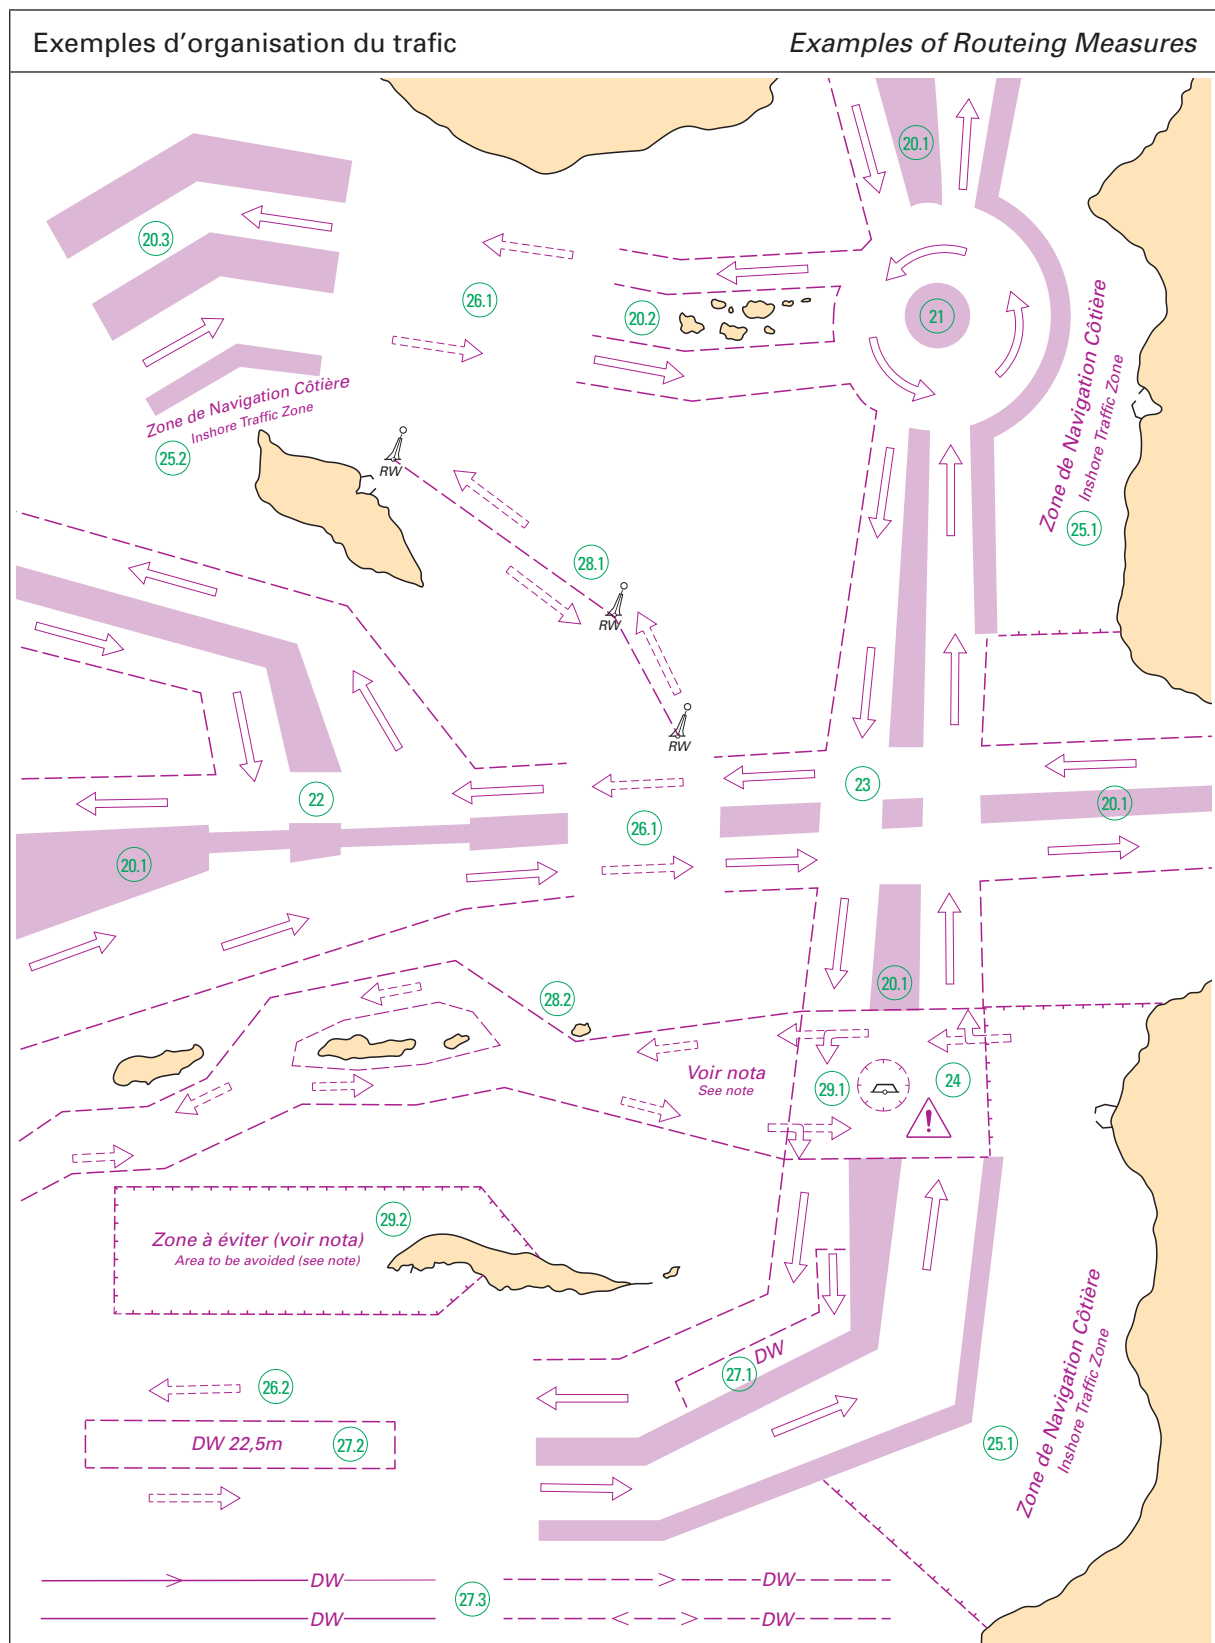 Exemples d'organisation du trafic
Examples of Routeing Measures
20.1
20.3
26.1
20.2
21
Zone de Navigation Côtière
Inshore Traffic Zone
25.1
Zone de Navigation Côtière
Inshore Traffic Zone
25.2
RW
28.1
RW
RW
22
23
20.1
26.1
20.1
20.1
28.2
Voir nota
See note
29.1
24
!
29.2
Zone à éviter (voir nota)
Area to be avoided (see note)
DW
27.1
26.2
DW 22,5m
27.2
Zone de Navigation Côtière
Inshore Traffic Zone
25.1
DW
DW
27.3
DW
DW